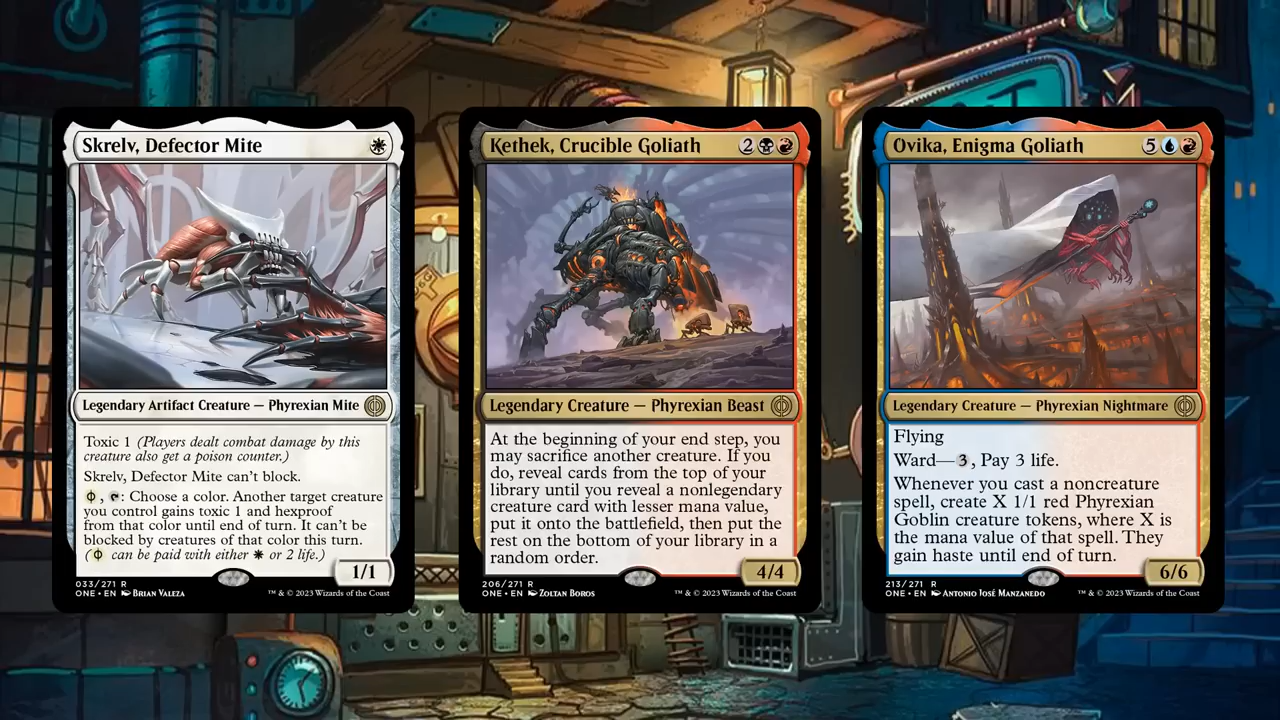 Skrelv, Defector Mite
Legendary Artifact Creature — Phyrexian Mite
Toxic 1 (Players dealt combat damage by this
creature also get a poison counter.)
Skrelv, Defector Mite can't block.
, : Choose a color. Another target creature
you control gains toxic 1 and hexproof
from that color until end of turn. It can't be
blocked by creatures of that color this turn.
( can be paid with either or 2 life.)
1/1
033/271 R
ONE • EN Brian Valeza
™ & © 2023 Wizards of the Coast
Kethek, Crucible Goliath
2
Legendary Creature — Phyrexian Beast
At the beginning of your end step, you
may sacrifice another creature. If you
do, reveal cards from the top of your
library until you reveal a nonlegendary
creature card with lesser mana value,
put it onto the battlefield, then put the
rest on the bottom of your library in a
random order.
4/4
206/271 R
ONE • EN Zoltan Boros
™ & © 2023 Wizards of the Coast
Ovika, Enigma Goliath
5
Legendary Creature — Phyrexian Nightmare
Flying
Ward—3, Pay 3 life.
Whenever you cast a noncreature
spell, create X 1/1 red Phyrexian
Goblin creature tokens, where X is
the mana value of that spell. They
gain haste until end of turn.
6/6
213/271 R
ONE • EN Antonio José Manzanedo
™ & © 2023 Wizards of the Coast